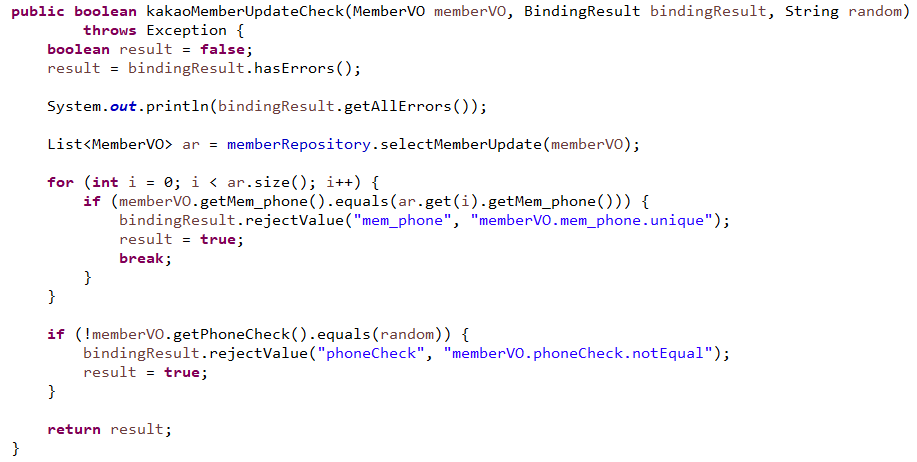 public boolean kakaoMemberUpdateCheck(MemberVO memberVO, BindingResult bindingResult, String random)
        throws Exception {
    boolean result = false;
    result = bindingResult.hasErrors();

    System.out.println(bindingResult.getAllErrors());

    List<MemberVO> ar = memberRepository.selectMemberUpdate(memberVO);

    for (int i = 0; i < ar.size(); i++) {
        if (memberVO.getMem_phone().equals(ar.get(i).getMem_phone())) {
            bindingResult.rejectValue("mem_phone", "memberVO.mem_phone.unique");
            result = true;
            break;
        }
    }

    if (!memberVO.getPhoneCheck().equals(random)) {
        bindingResult.rejectValue("phoneCheck", "memberVO.phoneCheck.notEqual");
        result = true;
    }

    return result;
}